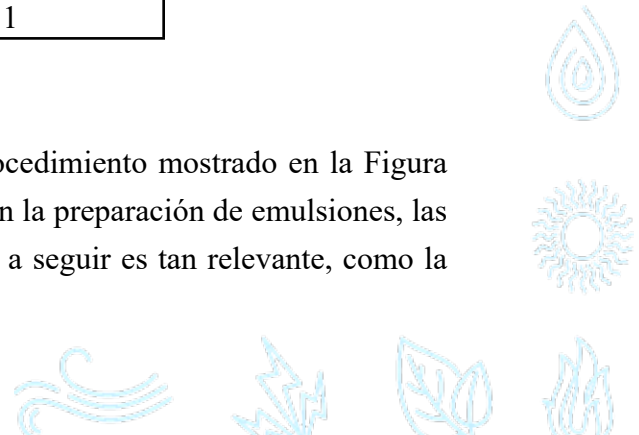 1
ocedimiento mostrado en la Figura
n la preparación de emulsiones, las
a seguir es tan relevante, como la